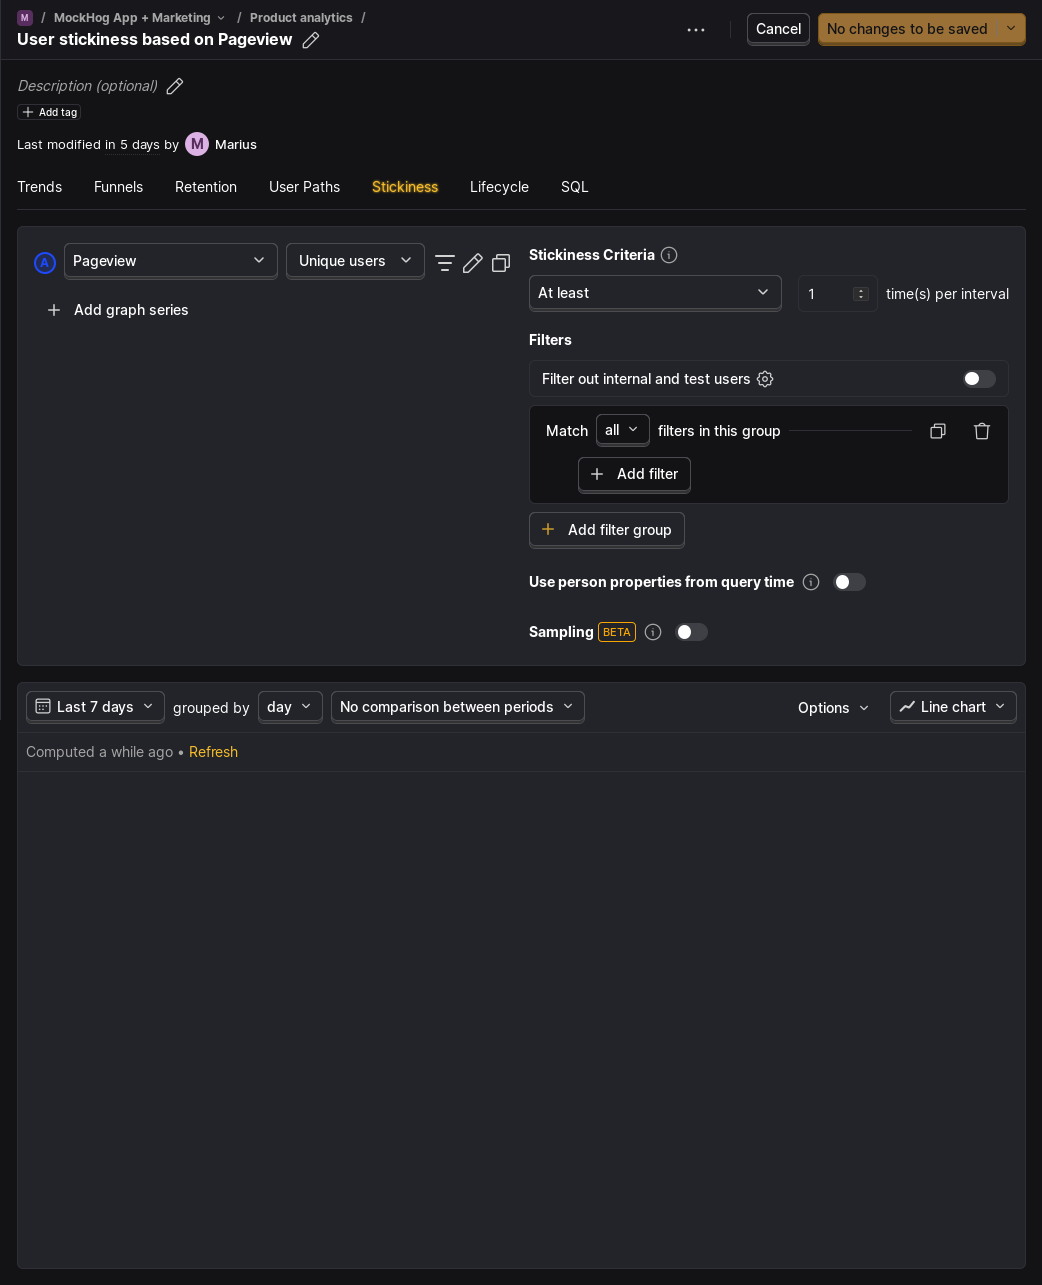 M / MockHog App + Marketing / Product analytics /
User stickiness based on Pageview
Cancel
No changes to be saved
Description (optional)
Add tag
Last modified in 5 days by M Marius
Trends Funnels Retention User Paths Stickiness Lifecycle SQL
A Pageview Unique users
Add graph series
Stickiness Criteria
At least 1 time(s) per interval
Filters
Filter out internal and test users
Match all filters in this group
Add filter
Add filter group
Use person properties from query time
Sampling BETA
Last 7 days grouped by day No comparison between periods Options Line chart
Computed a while ago • Refresh